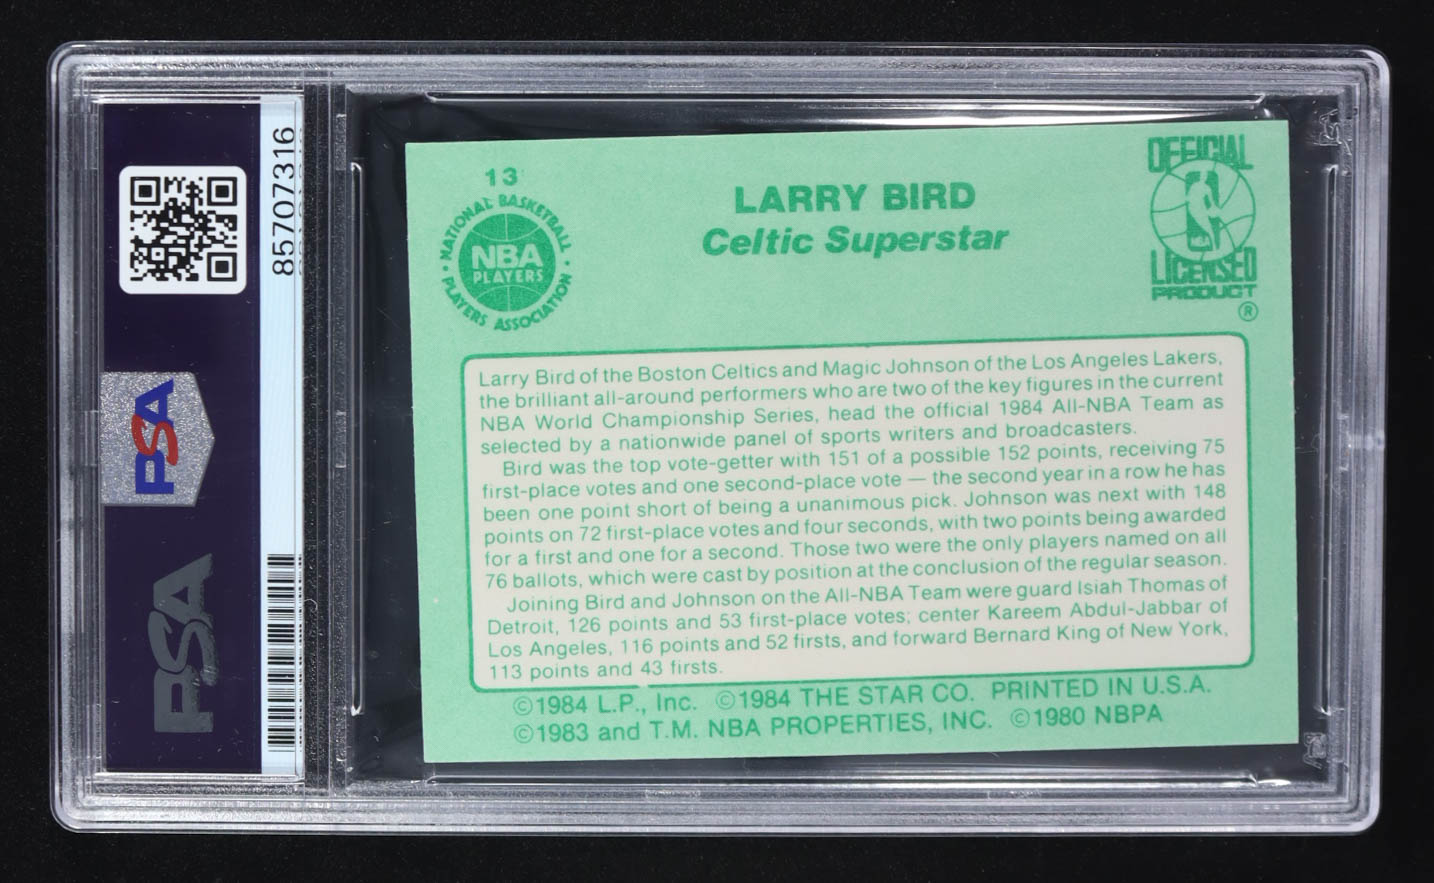 13
NATIONAL BASKETBALL
NBA
PLAYERS
PLAYERS ASSOCIATION
LARRY BIRD
Celtic Superstar
OFFICIAL
LICENSED
PRODUCT
®
Larry Bird of the Boston Celtics and Magic Johnson of the Los Angeles Lakers,
the brilliant all-around performers who are two of the key figures in the current
NBA World Championship Series, head the official 1984 All-NBA Team as
selected by a nationwide panel of sports writers and broadcasters.
Bird was the top vote-getter with 151 of a possible 152 points, receiving 75
first-place votes and one second-place vote — the second year in a row he has
been one point short of being a unanimous pick. Johnson was next with 148
points on 72 first-place votes and four seconds, with two points being awarded
for a first and one for a second. Those two were the only players named on all
76 ballots, which were cast by position at the conclusion of the regular season.
Joining Bird and Johnson on the All-NBA Team were guard Isiah Thomas of
Detroit, 126 points and 53 first-place votes; center Kareem Abdul-Jabbar of
Los Angeles, 116 points and 52 firsts, and forward Bernard King of New York,
113 points and 43 firsts.
©1984 L.P., Inc. ©1984 THE STAR CO. PRINTED IN U.S.A.
©1983 and T.M. NBA PROPERTIES, INC. ©1980 NBPA
85707316
PSA
PSA